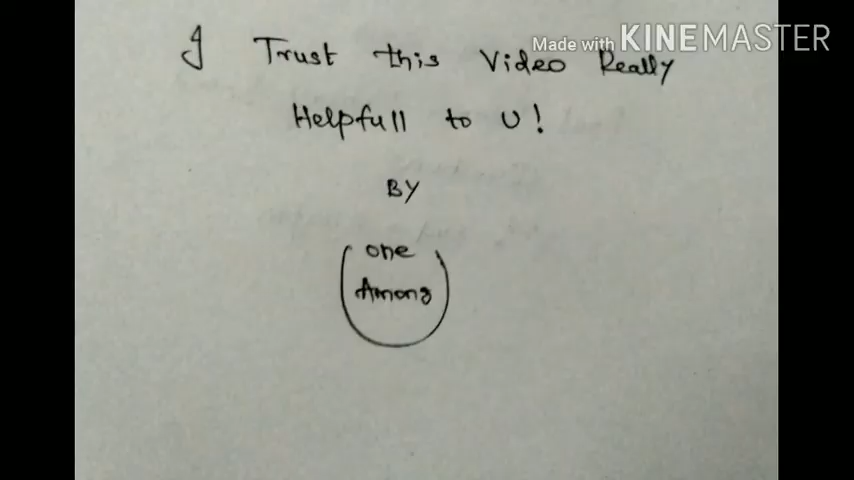 Made with KINEMASTER
I Trust this Video Really
Helpfull to U!
BY
One
Among